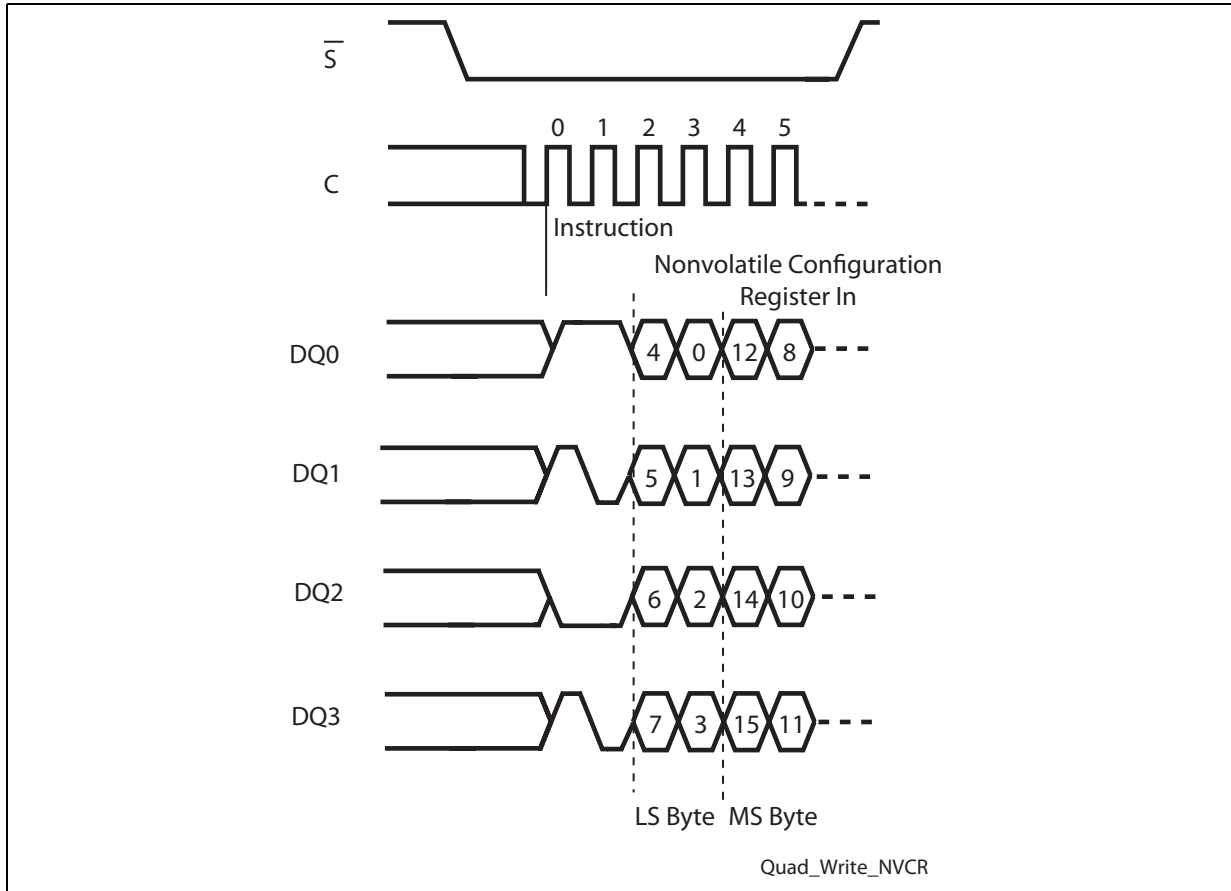 S
0 1 2 3 4 5
C
Instruction
Nonvolatile Configuration
Register In
DQ0 4 0 12 8
DQ1 5 1 13 9
DQ2 6 2 14 10
DQ3 7 3 15 11
LS Byte MS Byte
Quad_Write_NVCR